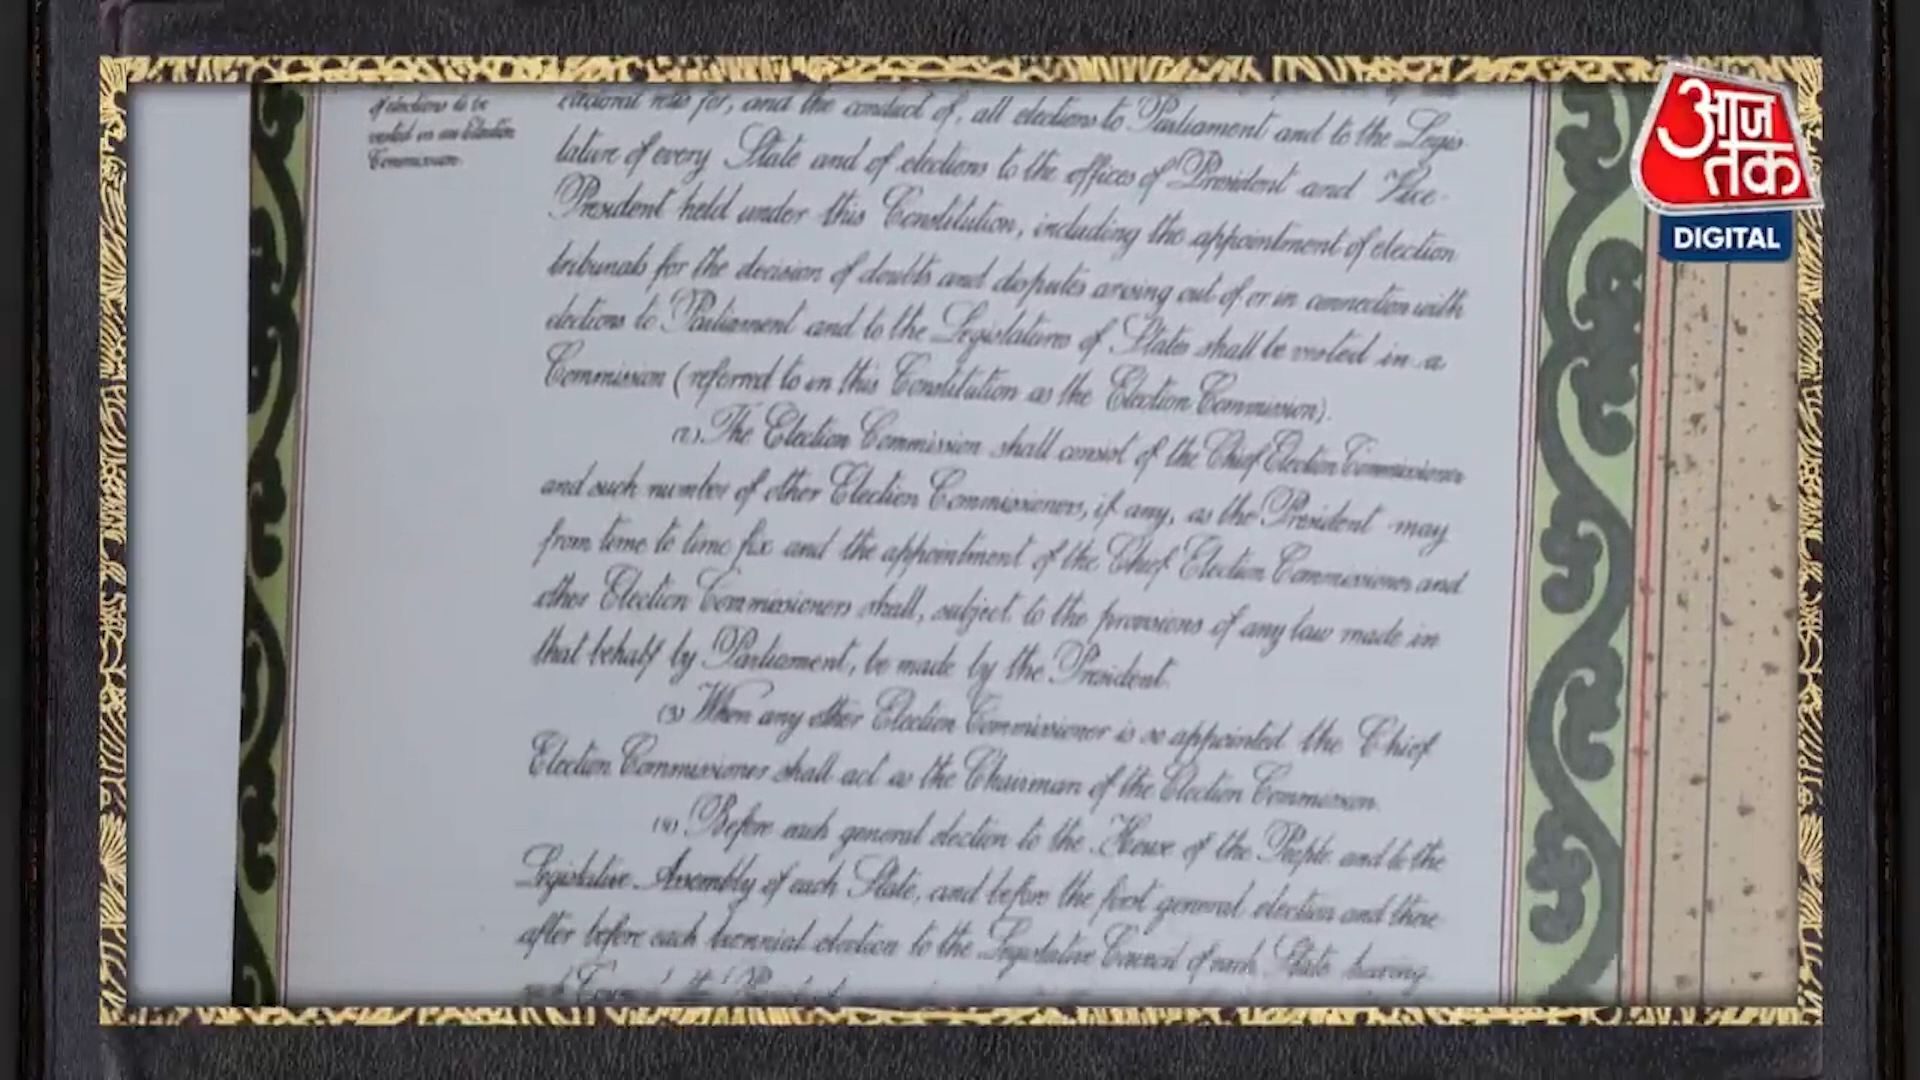 of elections to be
vested in an Election
Commission.
electoral rolls for, and the conduct of, all elections to Parliament and to the Legis-
lature of every State and of elections to the offices of President and Vice-
President held under this Constitution, including the appointment of election
tribunals for the decision of doubts and disputes arising out of or in connection with
elections to Parliament and to the Legislatures of States shall be vested in a
Commission (referred to in this Constitution as the Election Commission).
(2). The Election Commission shall consist of the Chief Election Commissioner
and such number of other Election Commissioners, if any, as the President may
from time to time fix and the appointment of the Chief Election Commissioner and
other Election Commissioners shall, subject to the provisions of any law made in
that behalf by Parliament, be made by the President.
(3) When any other Election Commissioner is so appointed the Chief
Election Commissioner shall act as the Chairman of the Election Commission.
(4) Before each general election to the House of the People and to the
Legislative Assembly of each State, and before the first general election and there-
after before each biennial election to the Legislative Council of each State having
आज
तक
DIGITAL